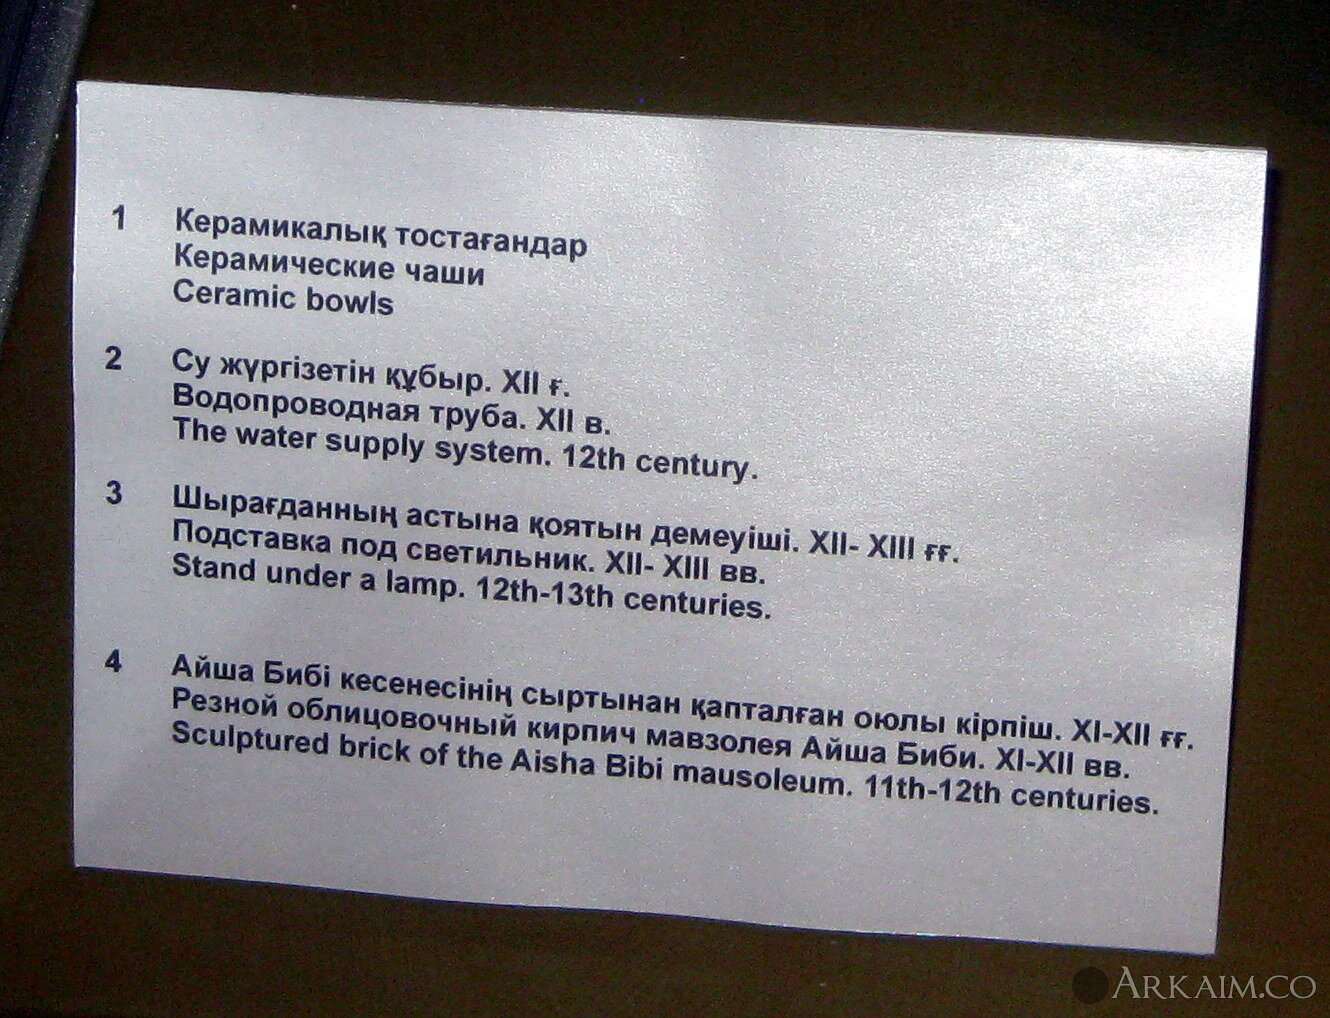 1 Керамикалық тостағандар
Керамические чаши
Ceramic bowls
2 Су жүргізетін құбыр. XII ғ.
Водопроводная труба. XII в.
The water supply system. 12th century.
3 Шырағданның астына қоятын демеуіші. XII- XIII ғғ.
Подставка под светильник. XII- XIII вв.
Stand under a lamp. 12th-13th centuries.
4 Айша Бибі кесенесінің сыртынан қапталған оюлы кірпіш. XI-XII ғғ.
Резной облицовочный кирпич мавзолея Айша Биби. XI-XII вв.
Sculptured brick of the Aisha Bibi mausoleum. 11th-12th centuries.
ARKAIM.CO